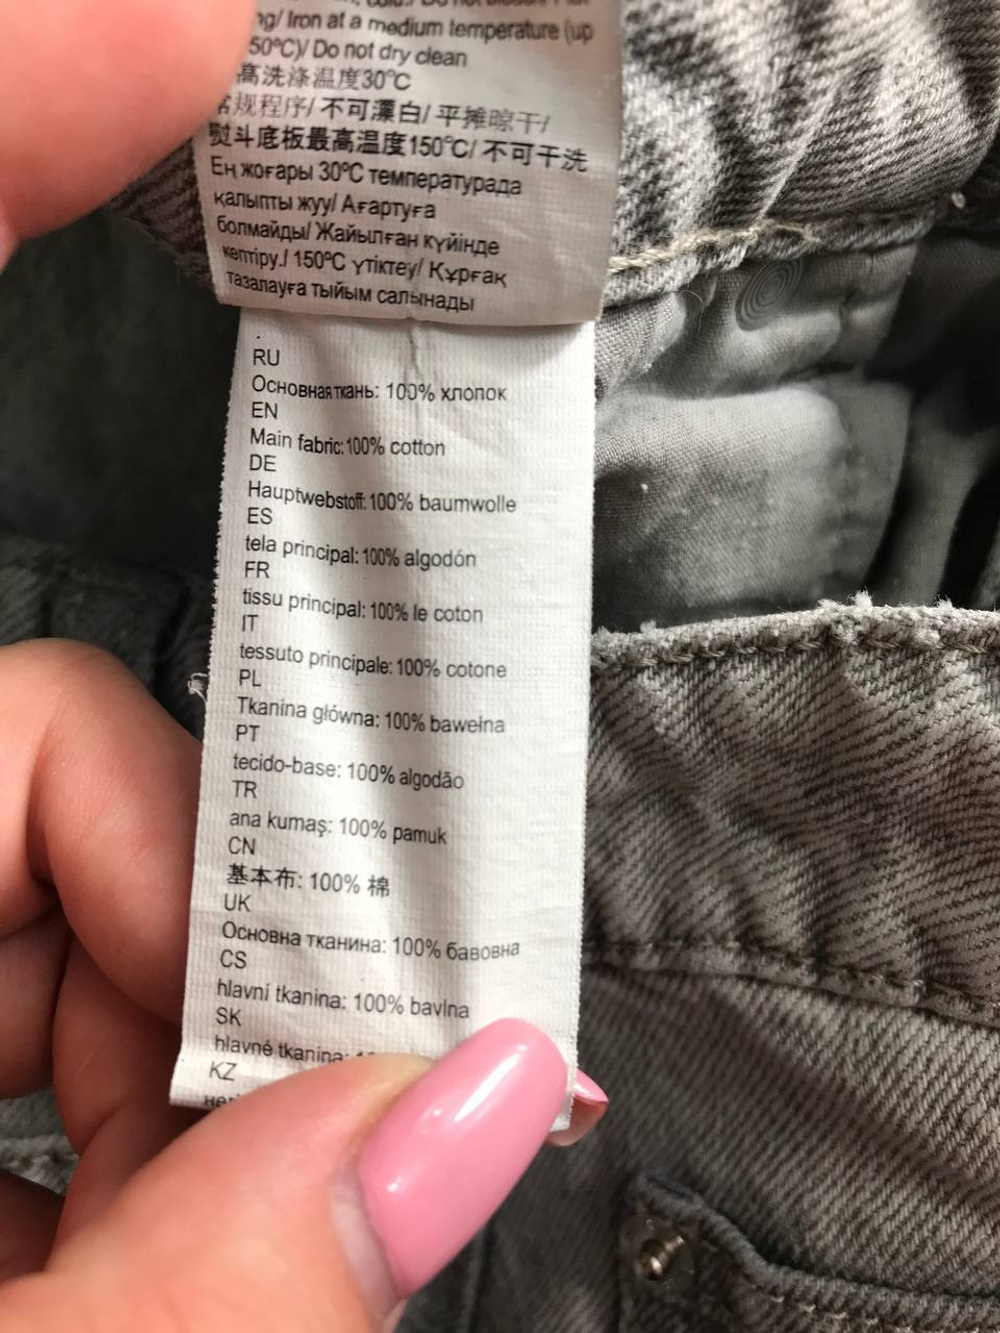 ng/ Iron at a medium temperature (up
50ºC)/ Do not dry clean
高洗涤温度30℃
常规程序/ 不可漂白/ 平摊晾干/
熨斗底板最高温度150℃/ 不可干洗
Ең жоғары 30ºC температурада
қалыпты жуу/ Ағартуға
болмайды/ Жайылған күйінде
кептіру./ 150ºC үтіктеу/ Құрғақ
тазалауға тыйым салынады
RU
Основная ткань: 100% хлопок
EN
Main fabric: 100% cotton
DE
Hauptwebstoff: 100% baumwolle
ES
tela principal: 100% algodón
FR
tissu principal: 100% le coton
IT
tessuto principale: 100% cotone
PL
Tkanina główna: 100% bawełna
PT
tecido-base: 100% algodão
TR
ana kumaş: 100% pamuk
CN
基本布: 100% 棉
UK
Основна тканина: 100% бавовна
CS
hlavní tkanina: 100% bavlna
SK
hlavné tkanina:
KZ